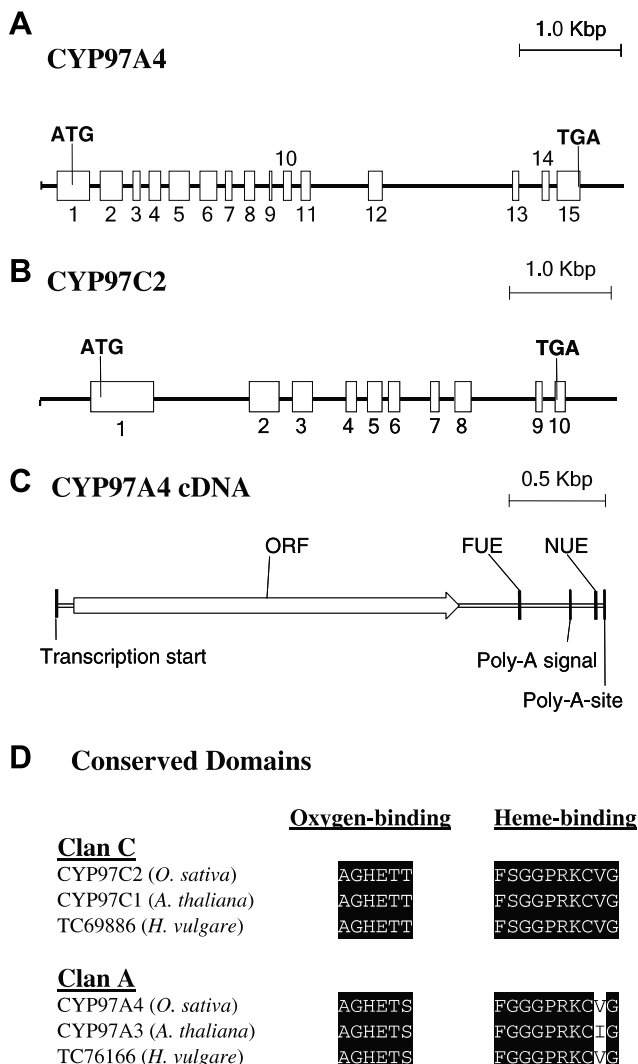 A
1.0 Kbp
CYP97A4
ATG
10
14
TGA
1 2 3 4 5 6 7 8 9 11 12 13 15
B
CYP97C2
1.0 Kbp
ATG
TGA
1 2 3 4 5 6 7 8 9 10
C
CYP97A4 cDNA
0.5 Kbp
ORF
FUE
NUE
Transcription start
Poly-A signal
Poly-A-site
D
Conserved Domains
Oxygen-binding
Heme-binding
Clan C
CYP97C2 (O. sativa) AGHETT FSGGPRKCVG
CYP97C1 (A. thaliana) AGHETT FSGGPRKCVG
TC69886 (H. vulgare) AGHETT FSGGPRKCVG
Clan A
CYP97A4 (O. sativa) AGHETS FGGGPRKCVG
CYP97A3 (A. thaliana) AGHETS FGGGPRKCIG
TC76166 (H. vulgare) AGHETS FGGGPRKCVG